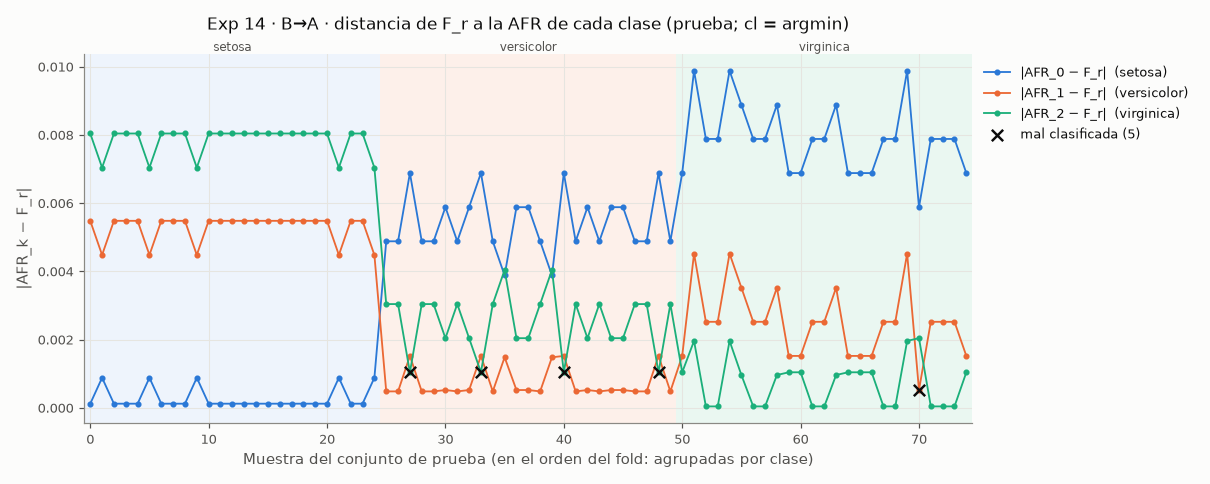 Exp 14 · B→A · distancia de F_r a la AFR de cada clase (prueba; cl = argmin)
setosa
versicolor
virginica
|AFR_k − F_r|
0.010
0.008
0.006
0.004
0.002
0.000
0
10
20
30
40
50
60
70
Muestra del conjunto de prueba (en el orden del fold: agrupadas por clase)
|AFR_0 − F_r| (setosa)
|AFR_1 − F_r| (versicolor)
|AFR_2 − F_r| (virginica)
mal clasificada (5)